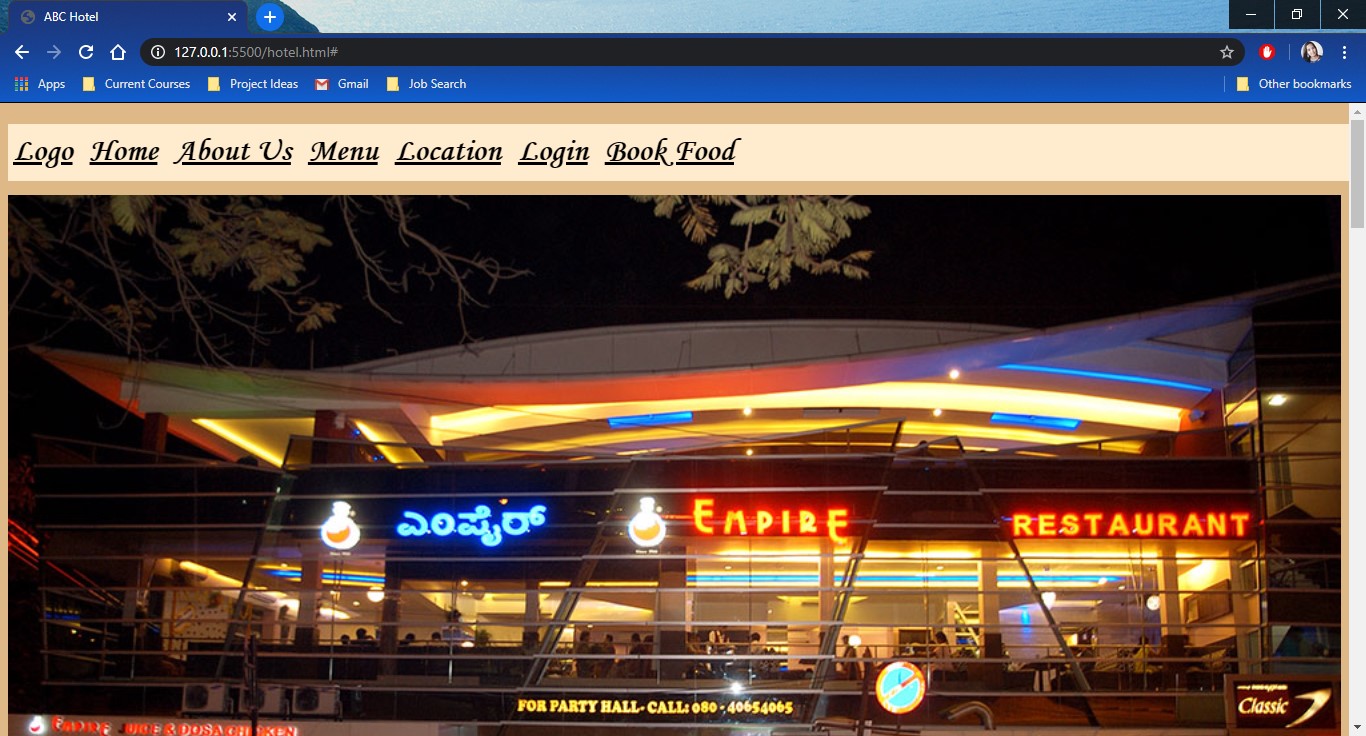 ABC Hotel
127.0.0.1:5500/hotel.html#
Apps Current Courses Project Ideas Gmail Job Search Other bookmarks
Logo Home About Us Menu Location Login Book Food
ಎಂಪೈರ್ EMPIRE RESTAURANT
FOR PARTY HALL- CALL: 080 - 40654065
Classic
EMPIRE JUICE & DOSA CHICKEN